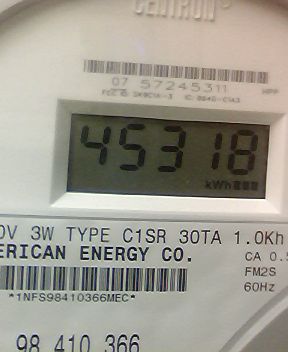 CENTRON®
07 57245311
45318
kWh
0V 3W TYPE C1SR 30TA 1.0Kh
ERICAN ENERGY CO.
CA 0.5
FM2S
*1NFS98410366MEC*
60Hz
98 410 366